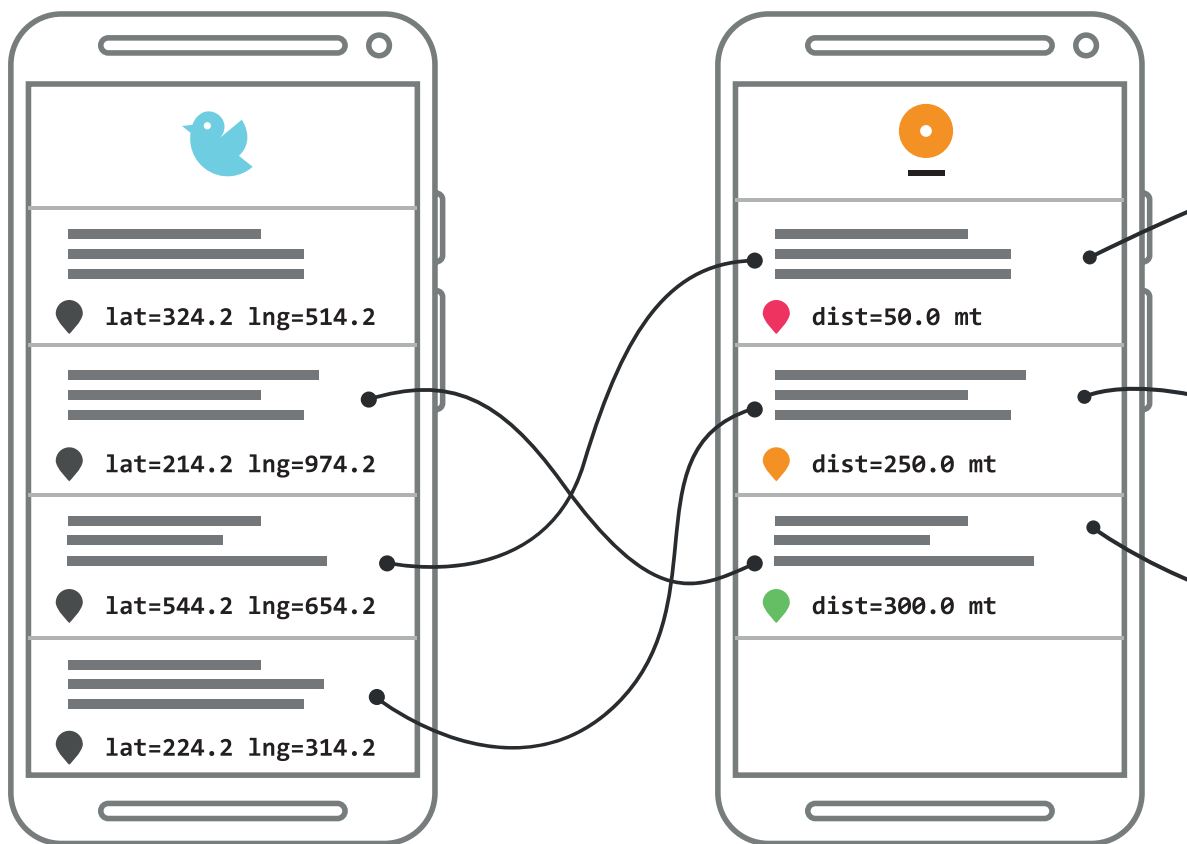 lat=324.2 lng=514.2
lat=214.2 lng=974.2
lat=544.2 lng=654.2
lat=224.2 lng=314.2
dist=50.0 mt
dist=250.0 mt
dist=300.0 mt